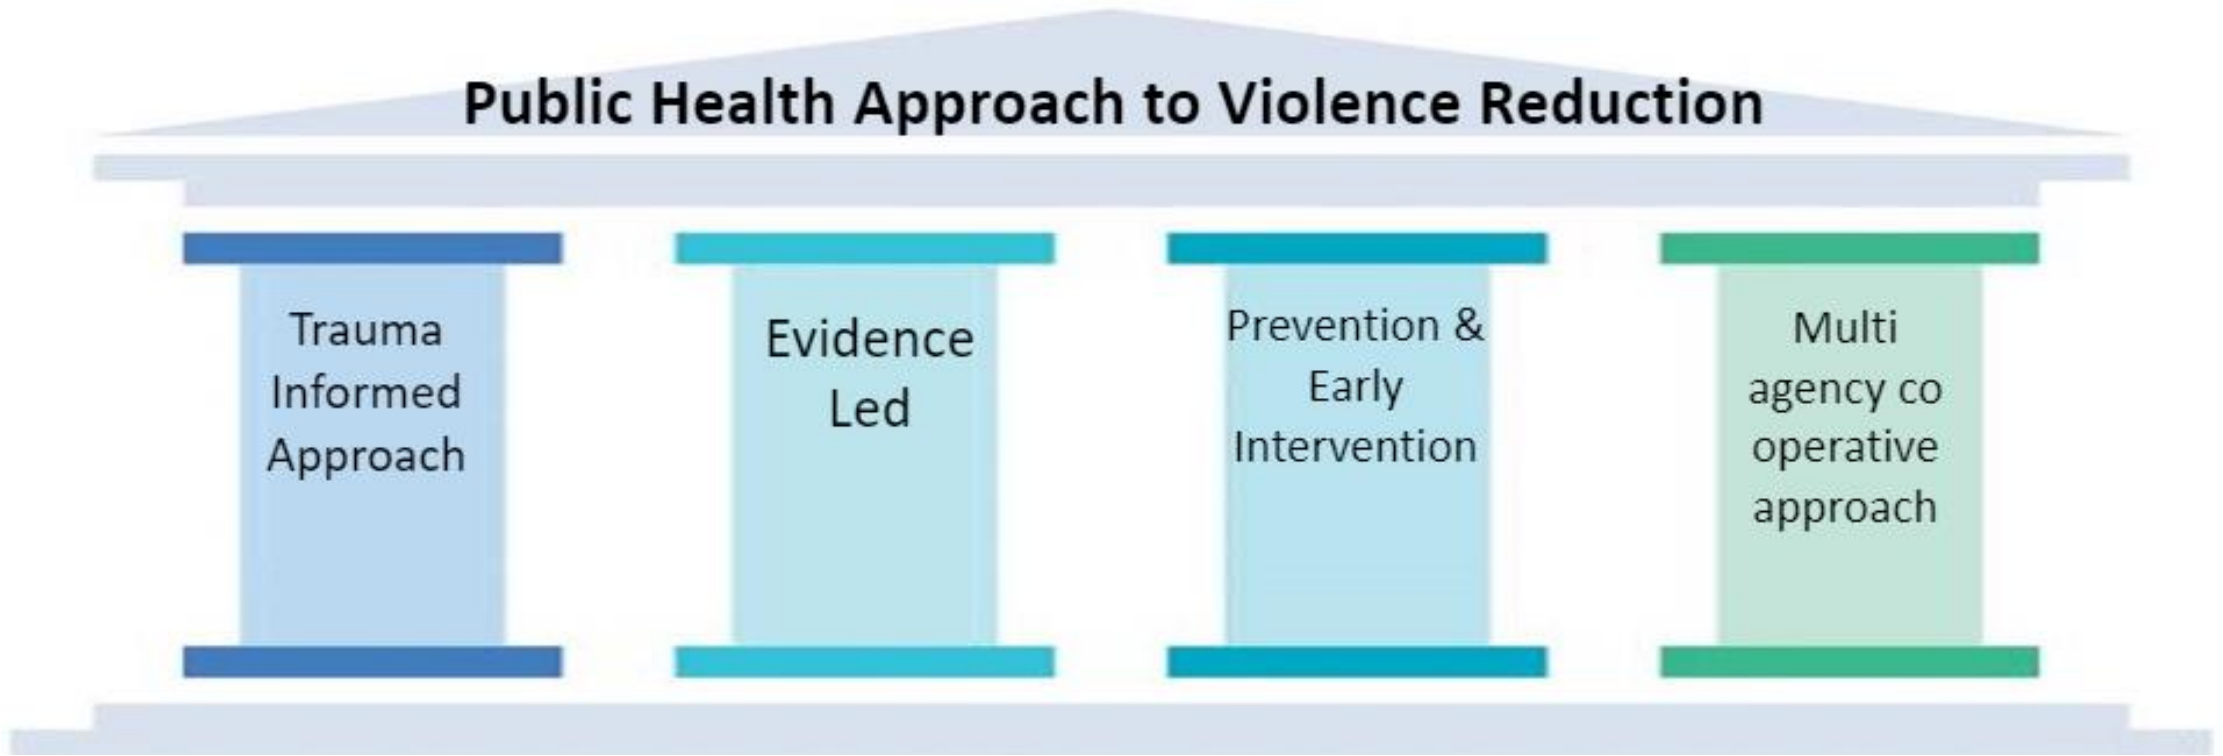 Public Health Approach to Violence Reduction
Trauma
Informed
Approach
Evidence
Led
Prevention &
Early
Intervention
Multi
agency co
operative
approach